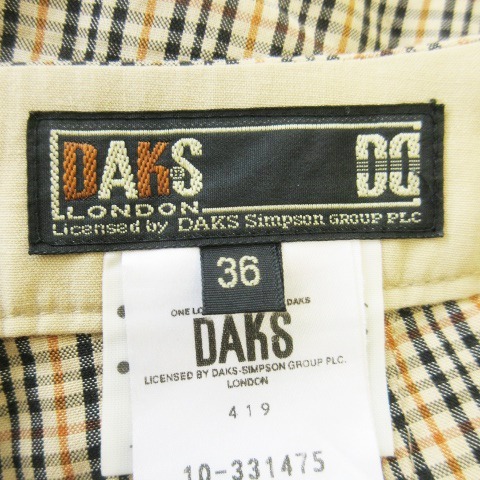 DAKS
LONDON
Licensed by DAKS Simpson GROUP PLC
DD
36
ONE LO DAKS
DAKS
LICENSED BY DAKS-SIMPSON GROUP PLC.
LONDON
419
10-331475